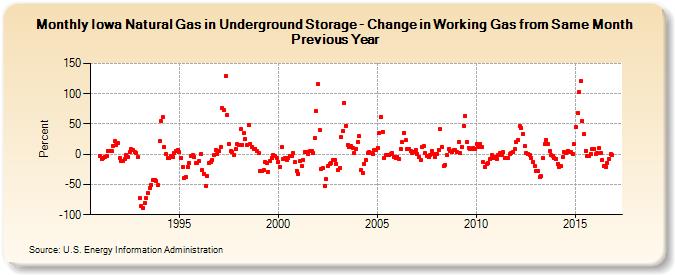 Monthly Iowa Natural Gas in Underground Storage - Change in Working Gas from Same Month
Previous Year
Percent
150
100
50
0
-50
-100
1995
2000
2005
2010
2015
Source: U.S. Energy Information Administration